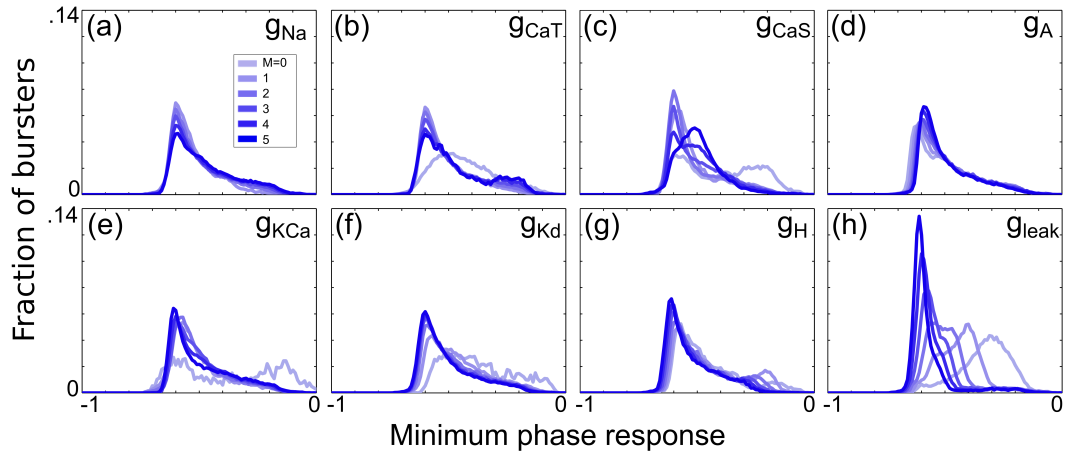 .14 (a) gNa (b) gCaT (c) gCaS (d) gA
M=0
1
2
3
4
5
0
Fraction of bursters
.14 (e) gKCa (f) gKd (g) gH (h) gleak
0
-1 0 -1 0 -1 0 -1 0
Minimum phase response